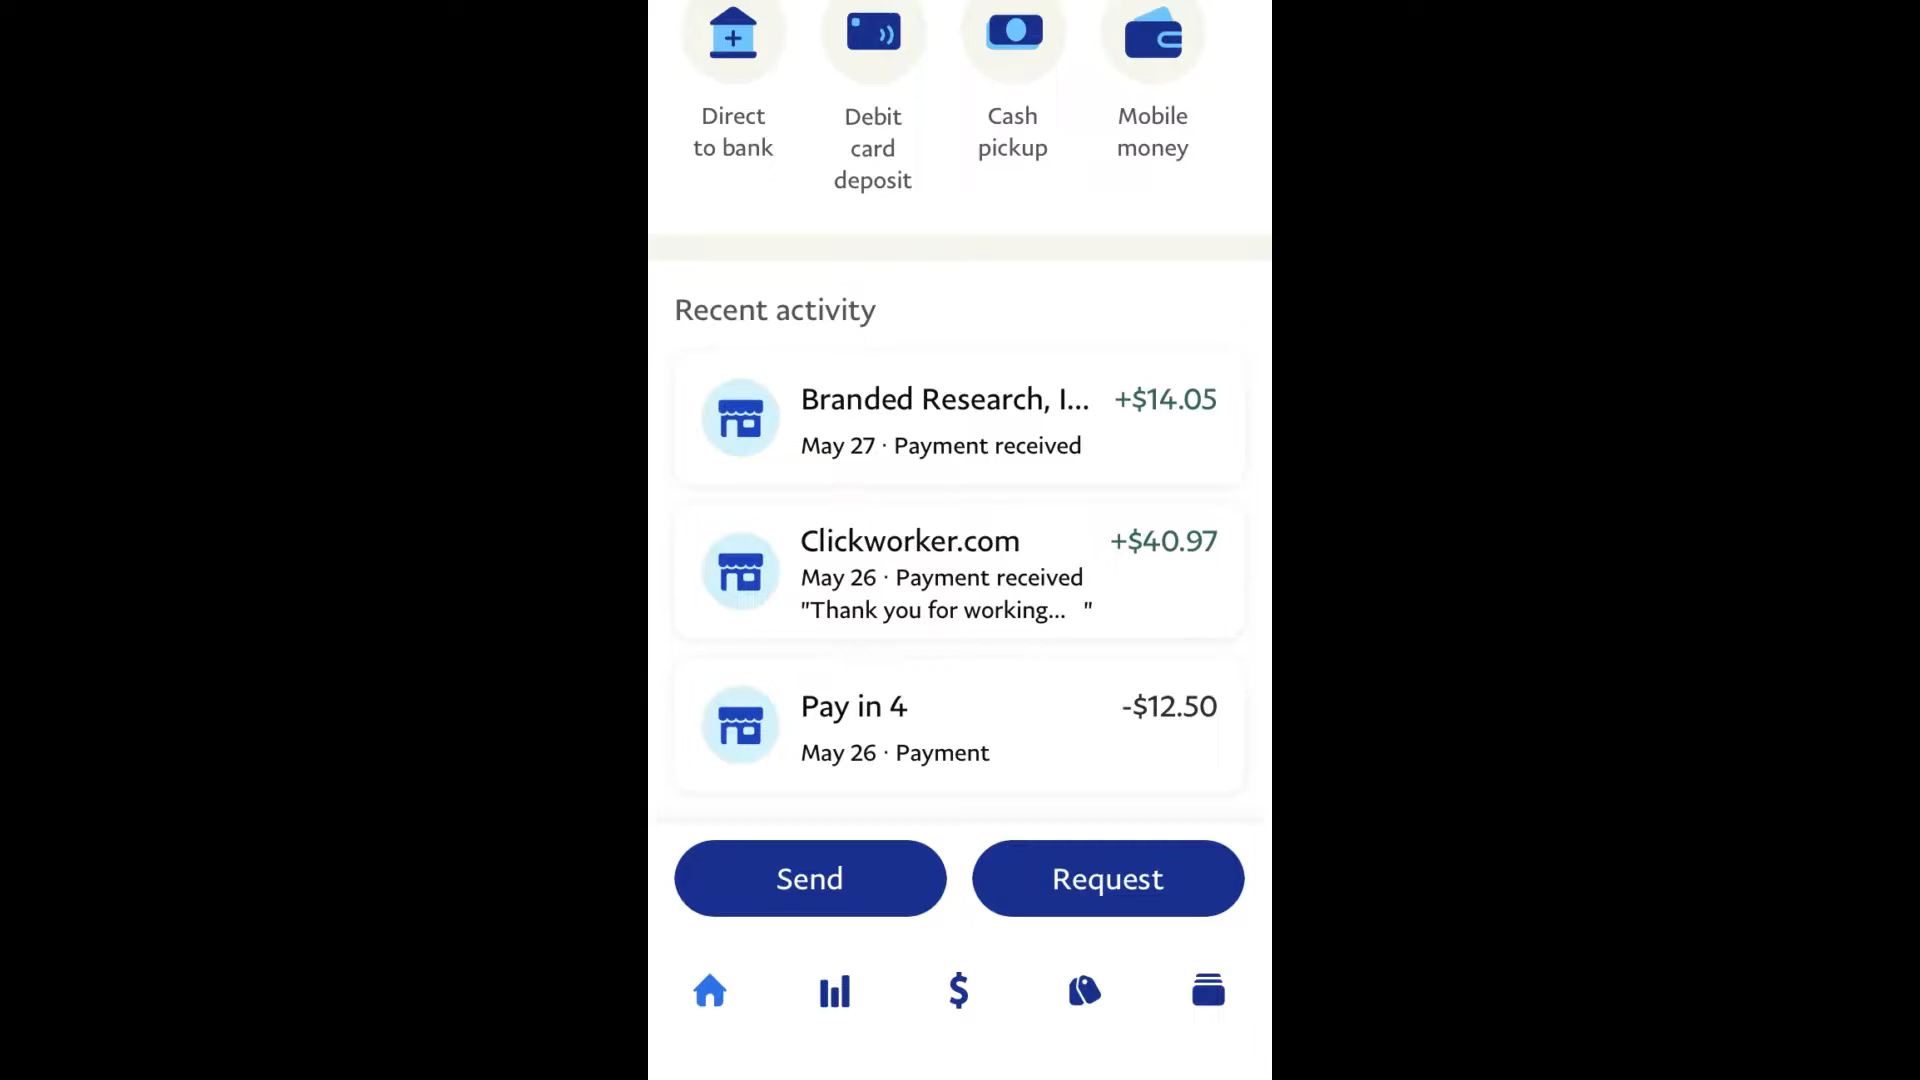 Direct
to bank
Debit
card
deposit
Cash
pickup
Mobile
money
Recent activity
Branded Research, I... +$14.05
May 27 · Payment received
Clickworker.com +$40.97
May 26 · Payment received
"Thank you for working... "
Pay in 4 -$12.50
May 26 · Payment
Send
Request